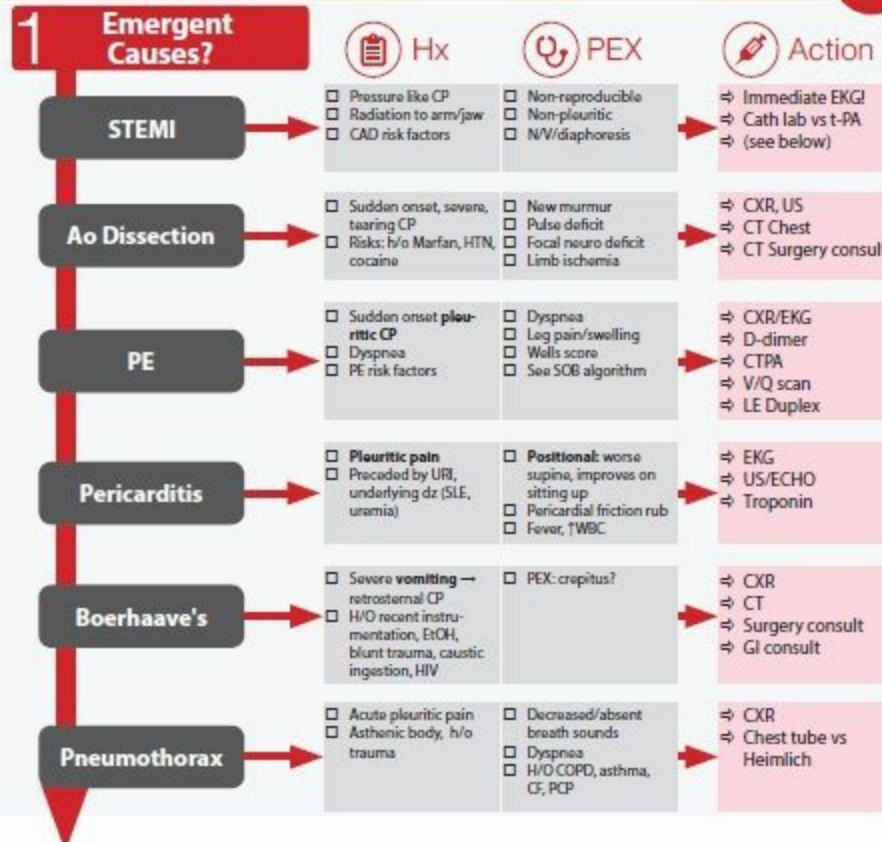 1
Emergent
Causes?
Hx
PEX
Action
STEMI
☐ Pressure like CP
☐ Radiation to arm/jaw
☐ CAD risk factors
☐ Non-reproducible
☐ Non-pleuritic
☐ N/V/diaphoresis
⇨ Immediate EKG!
⇨ Cath lab vs t-PA
⇨ (see below)
Ao Dissection
☐ Sudden onset, severe,
tearing CP
☐ Risks: h/o Marfan, HTN,
cocaine
☐ New murmur
☐ Pulse deficit
☐ Focal neuro deficit
☐ Limb ischemia
⇨ CXR, US
⇨ CT Chest
⇨ CT Surgery consult
PE
☐ Sudden onset pleu-
ritic CP
☐ Dyspnea
☐ PE risk factors
☐ Dyspnea
☐ Leg pain/swelling
☐ Wells score
☐ See SOB algorithm
⇨ CXR/EKG
⇨ D-dimer
⇨ CTPA
⇨ V/Q scan
⇨ LE Duplex
Pericarditis
☐ Pleuritic pain
☐ Preceded by URI,
underlying dz (SLE,
uremia)
☐ Positional: worse
supine, improves on
sitting up
☐ Pericardial friction rub
☐ Fever, ↑WBC
⇨ EKG
⇨ US/ECHO
⇨ Troponin
Boerhaave's
☐ Severe vomiting →
retrosternal CP
☐ H/O recent instru-
mentation, EtOH,
blunt trauma, caustic
ingestion, HIV
☐ PEX: crepitus?
⇨ CXR
⇨ CT
⇨ Surgery consult
⇨ GI consult
Pneumothorax
☐ Acute pleuritic pain
☐ Asthenic body, h/o
trauma
☐ Decreased/absent
breath sounds
☐ Dyspnea
☐ H/O COPD, asthma,
CF, PCP
⇨ CXR
⇨ Chest tube vs
Heimlich